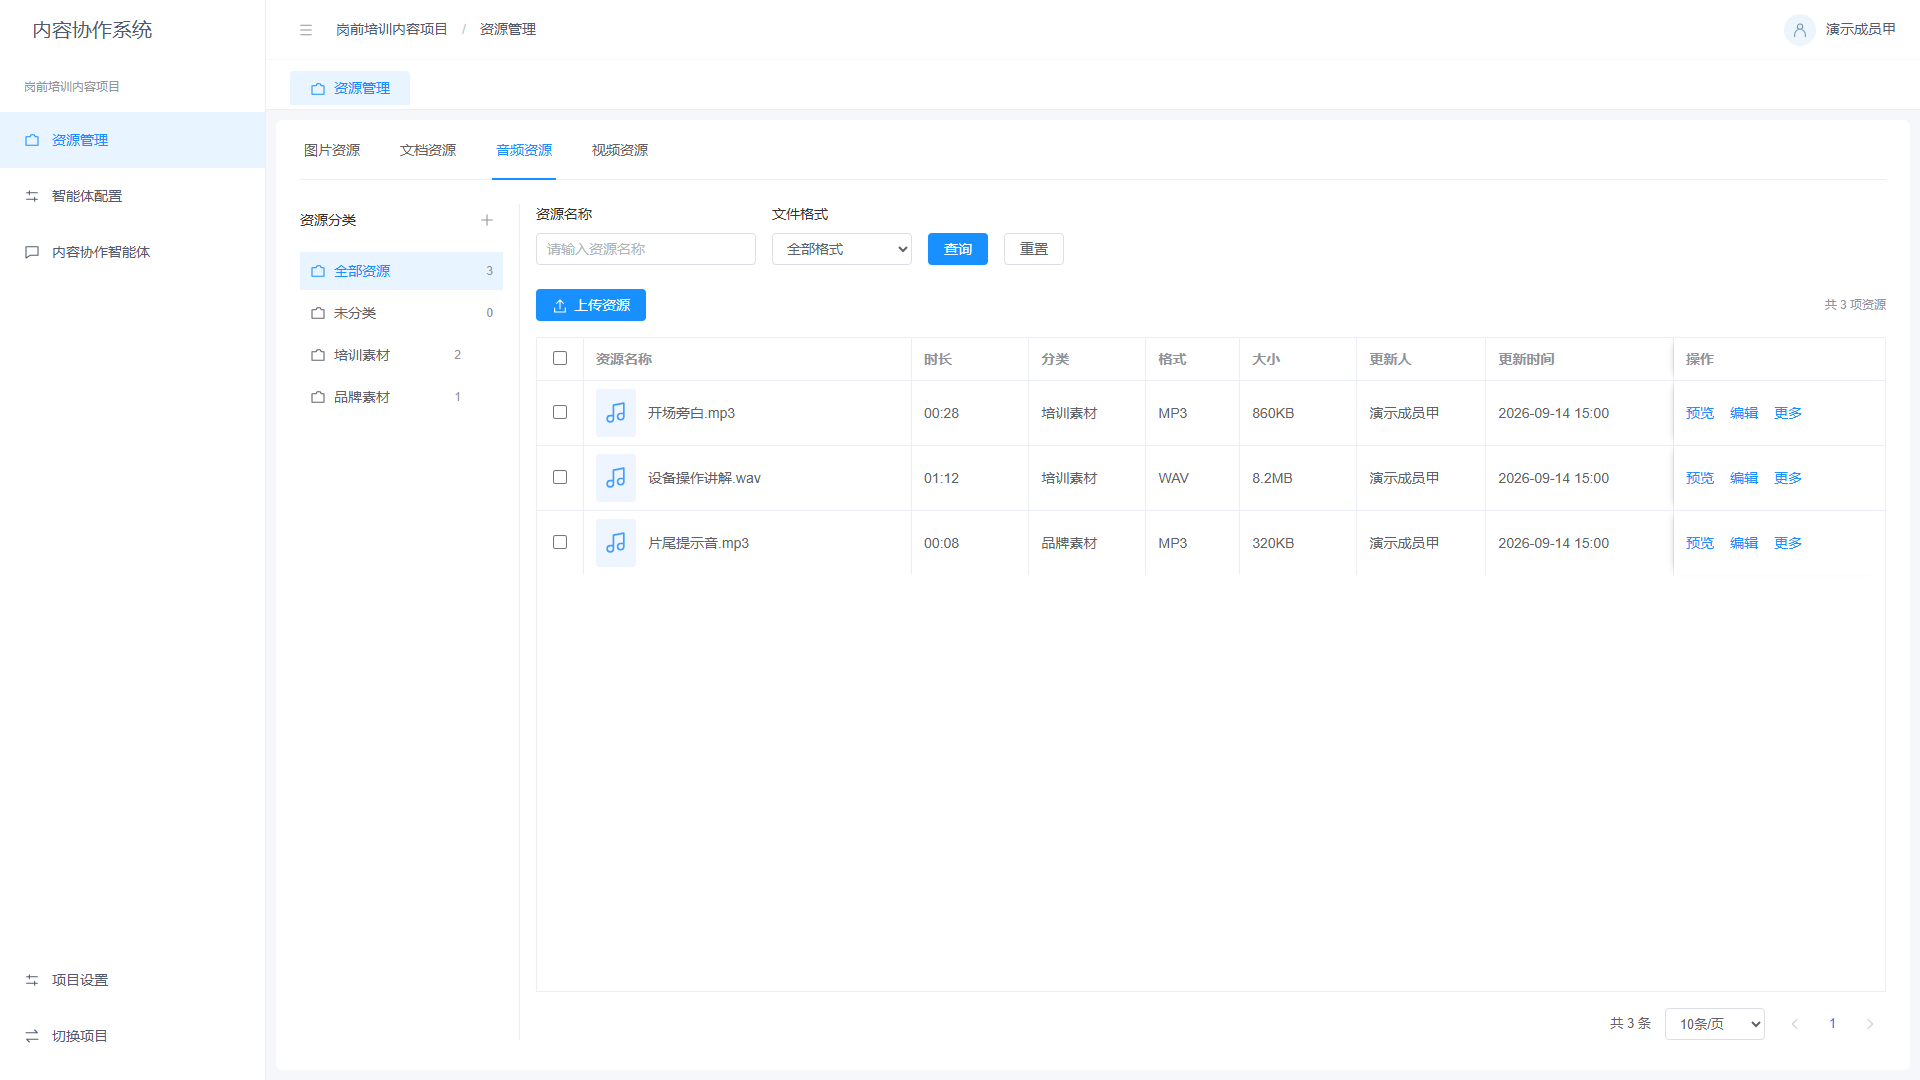 内容协作系统
岗前培训内容项目
资源管理
智能体配置
内容协作智能体
项目设置
切换项目
岗前培训内容项目 / 资源管理
演示成员甲
资源管理
图片资源 文档资源 音频资源 视频资源
资源分类
全部资源 3
未分类 0
培训素材 2
品牌素材 1
资源名称 文件格式
请输入资源名称 全部格式 查询 重置
上传资源 共 3 项资源
资源名称 时长 分类 格式 大小 更新人 更新时间 操作
开场旁白.mp3 00:28 培训素材 MP3 860KB 演示成员甲 2026-09-14 15:00 预览 编辑 更多
设备操作讲解.wav 01:12 培训素材 WAV 8.2MB 演示成员甲 2026-09-14 15:00 预览 编辑 更多
片尾提示音.mp3 00:08 品牌素材 MP3 320KB 演示成员甲 2026-09-14 15:00 预览 编辑 更多
共 3 条 10条/页 1